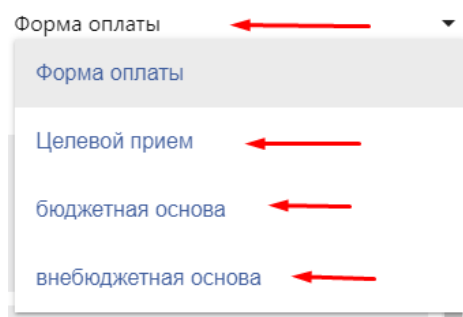 Форма оплаты
Форма оплаты
Целевой прием
бюджетная основа
внебюджетная основа